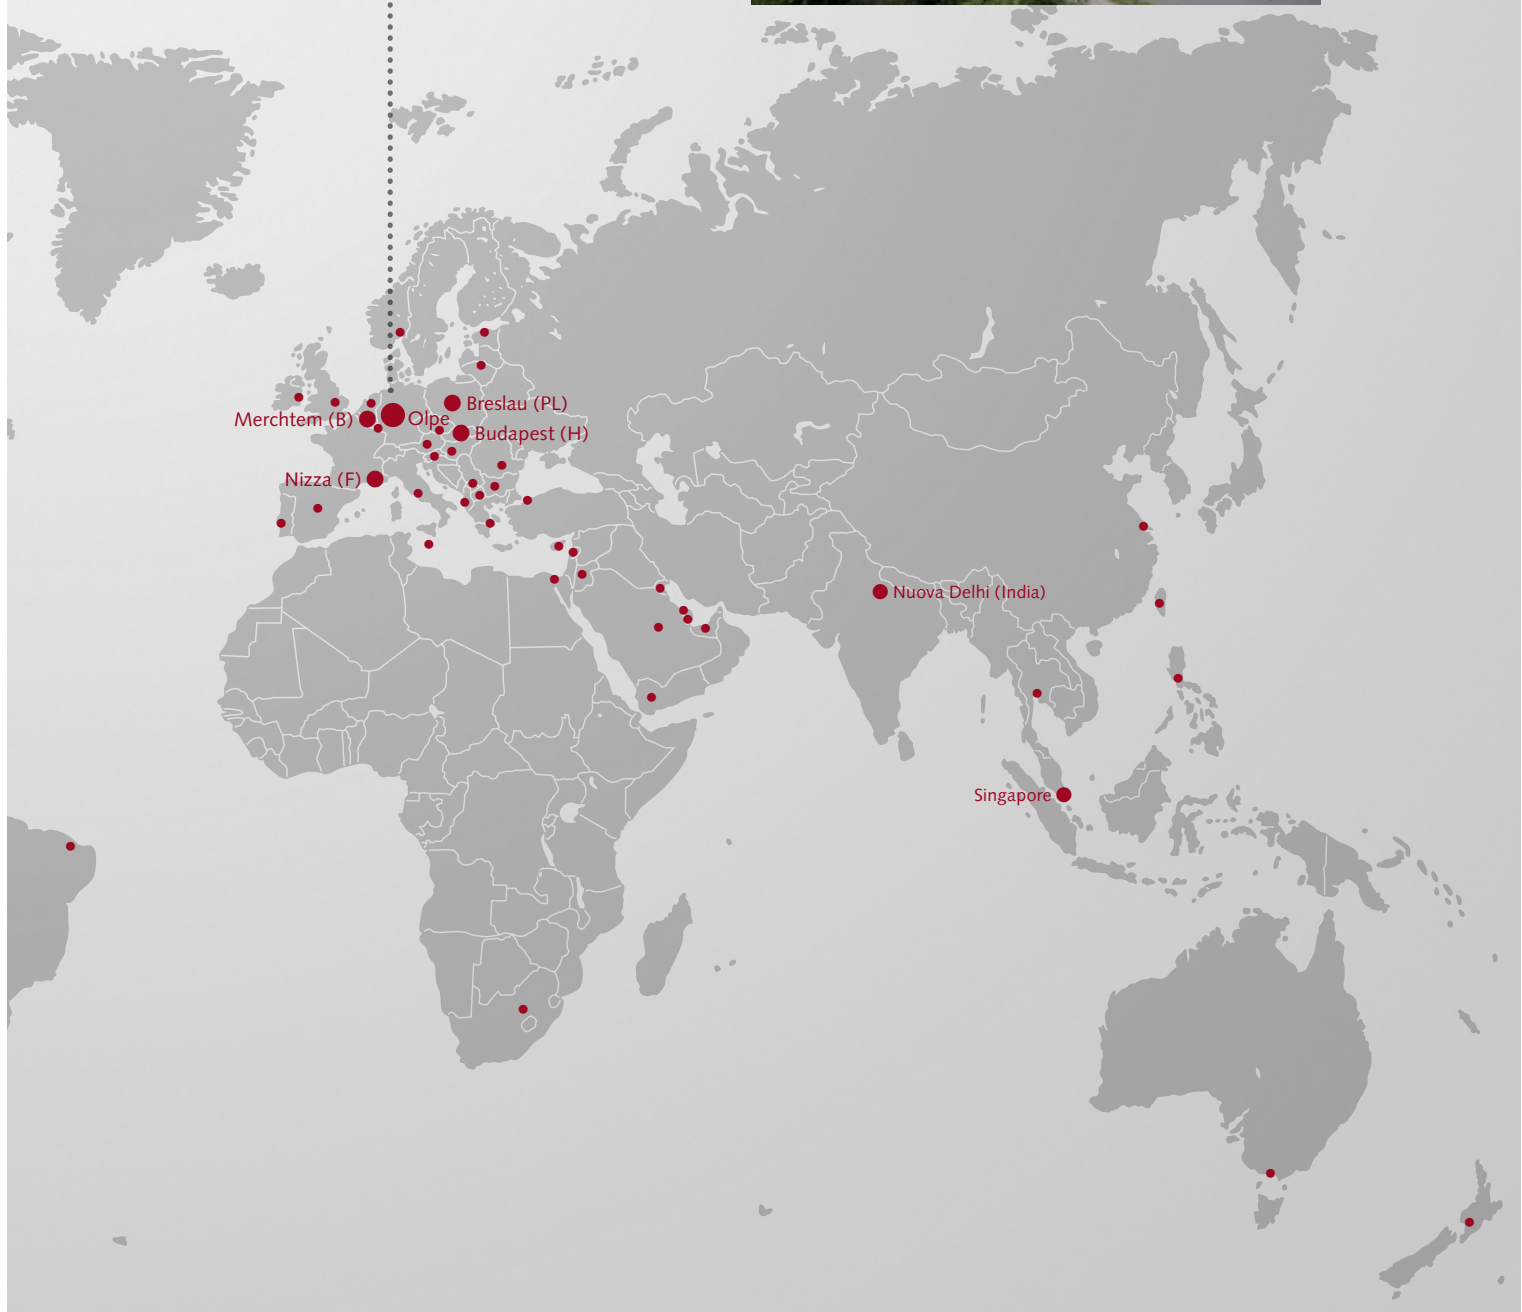 Breslau (PL)
Merchtem (B)
Olpe
Budapest (H)
Nizza (F)
Nuova Delhi (India)
Singapore